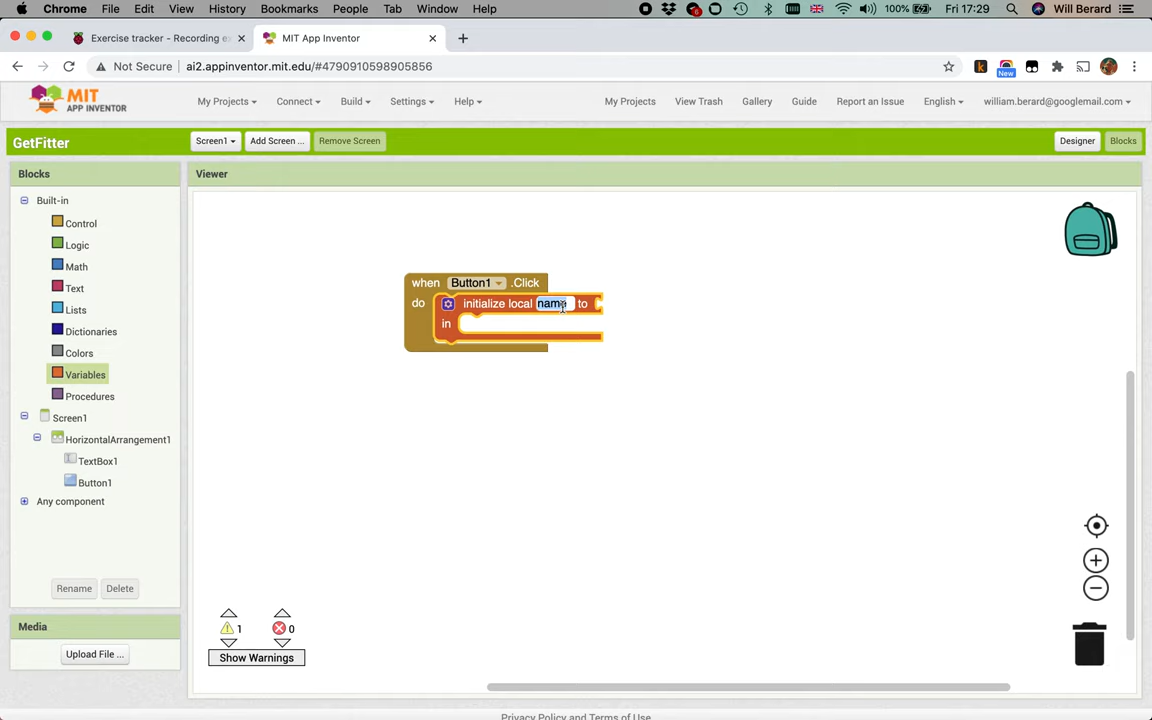 Chrome File Edit View History Bookmarks People Tab Window Help 6 100% Fri 17:29 Will Berard
Exercise tracker - Recording ex
MIT App Inventor
Not Secure ai2.appinventor.mit.edu/#4790910598905856 k New
MIT APP INVENTOR
My Projects Connect Build Settings Help My Projects View Trash Gallery Guide Report an Issue English william.berard@googlemail.com
GetFitter Screen1 Add Screen ... Remove Screen Designer Blocks
Blocks
Viewer
Built-in
Control
Logic
Math
Text
Lists
Dictionaries
Colors
Variables
Procedures
Screen1
HorizontalArrangement1
TextBox1
Button1
Any component
Rename Delete
Media
Upload File ...
when Button1 .Click
do initialize local name to
in
1 0
Show Warnings
Privacy Policy and Terms of Use